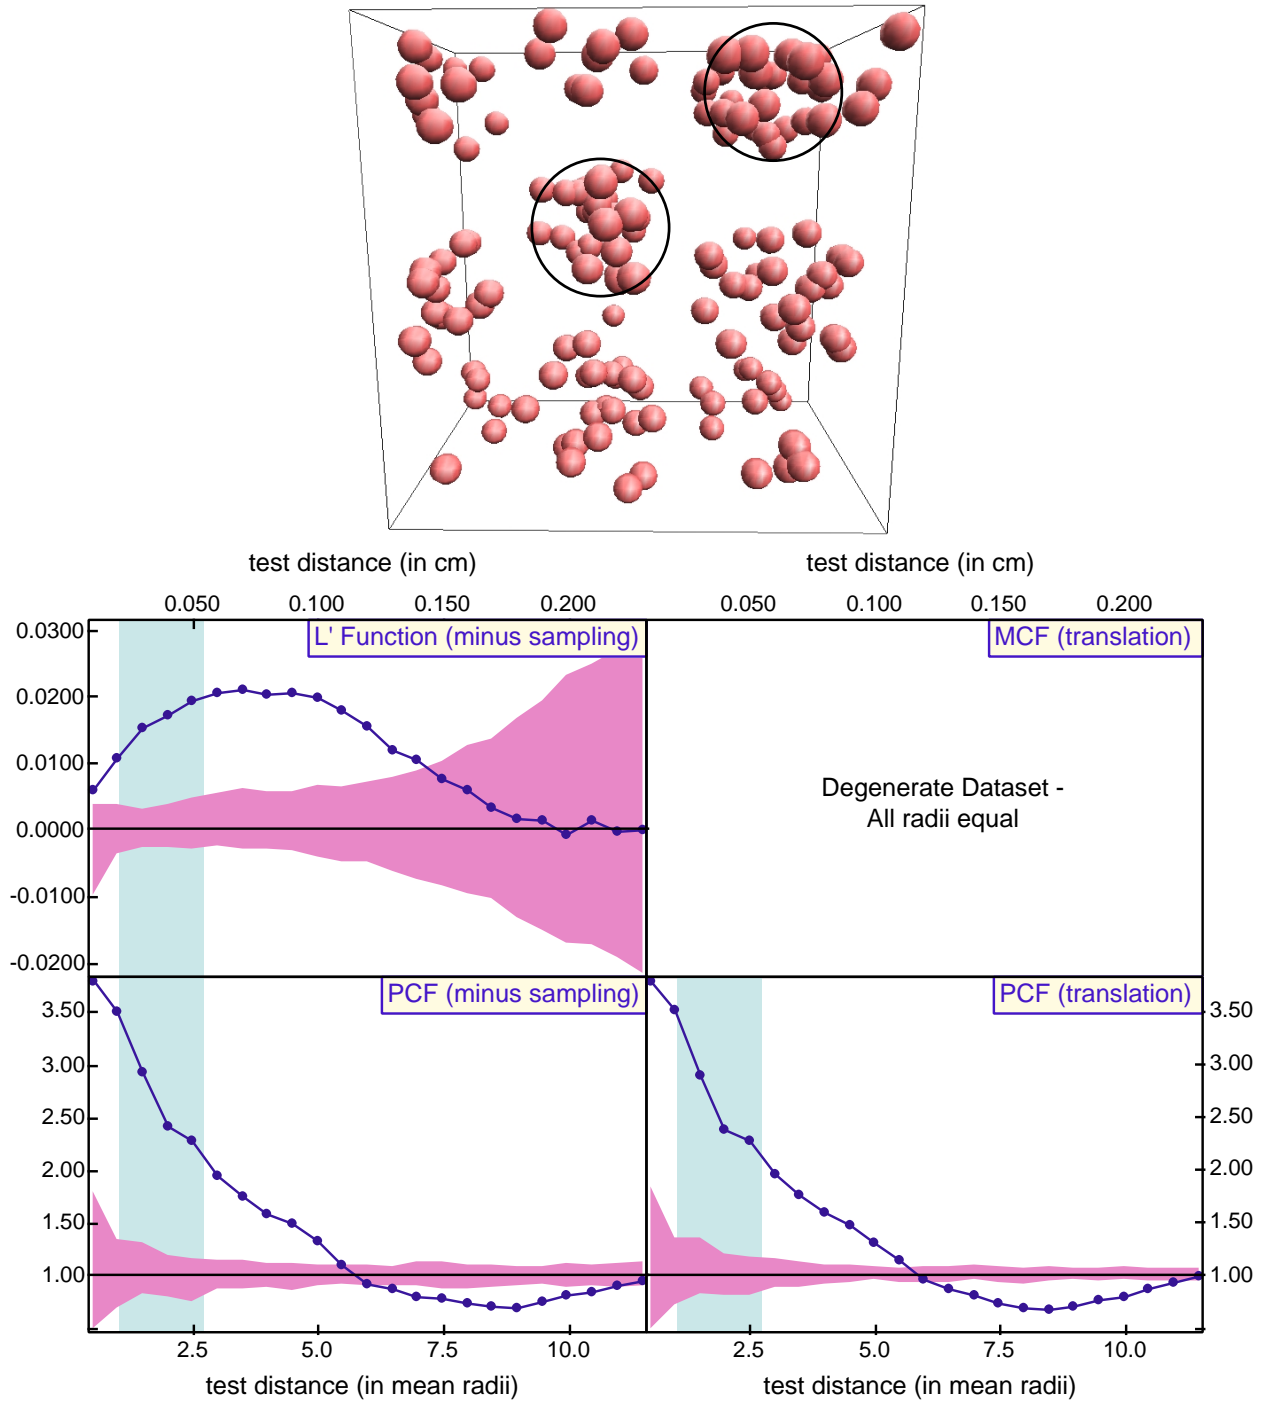 test distance (in cm)
test distance (in cm)
0.050 0.100 0.150 0.200
0.050 0.100 0.150 0.200
L' Function (minus sampling)
0.0300
0.0200
0.0100
0.0000
-0.0100
-0.0200
MCF (translation)
Degenerate Dataset -
All radii equal
PCF (minus sampling)
3.50
3.00
2.50
2.00
1.50
1.00
PCF (translation)
3.50
3.00
2.50
2.00
1.50
1.00
2.5 5.0 7.5 10.0
2.5 5.0 7.5 10.0
test distance (in mean radii)
test distance (in mean radii)